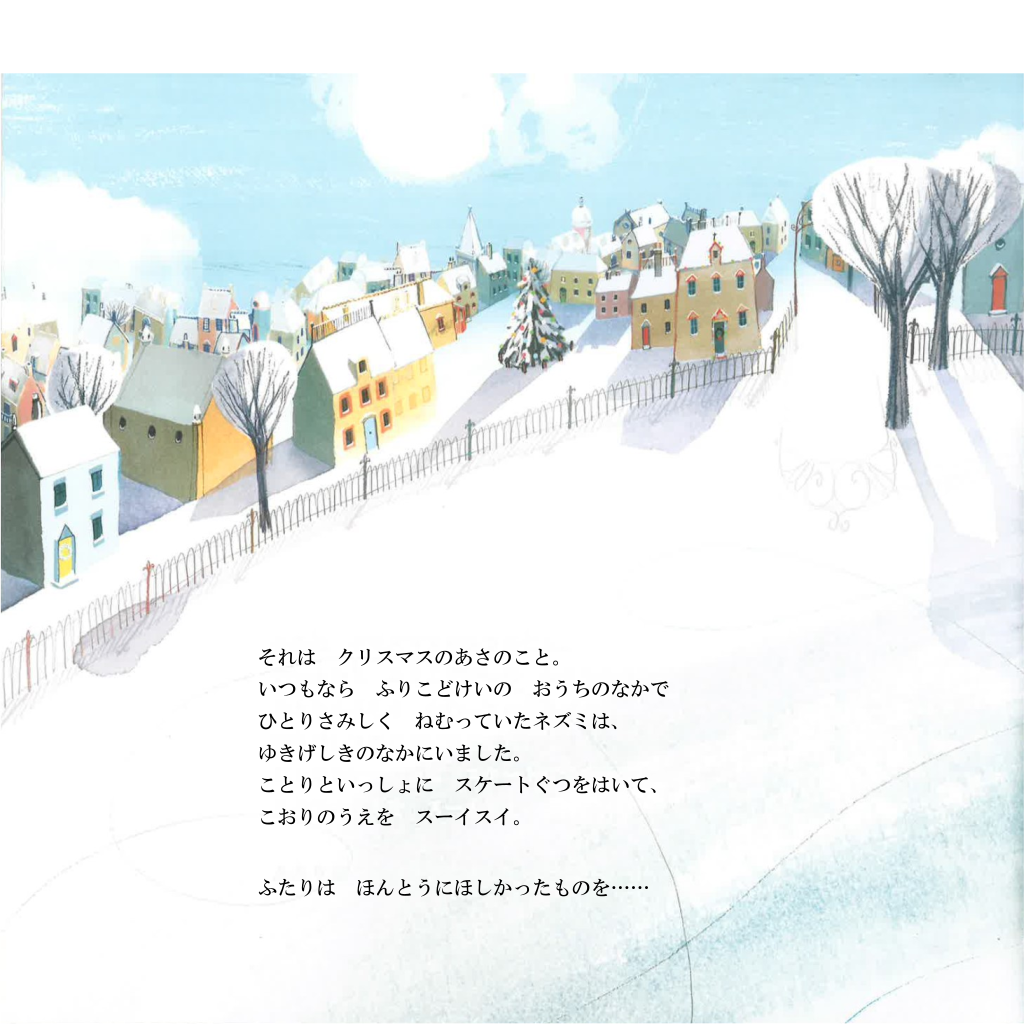 それは　クリスマスのあさのこと。
いつもなら　ふりこどけいの　おうちのなかで
ひとりさみしく　ねむっていたネズミは、
ゆきげしきのなかにいました。
ことりといっしょに　スケートぐつをはいて、
こおりのうえを　スーイスイ。
ふたりは　ほんとうにほしかったものを……